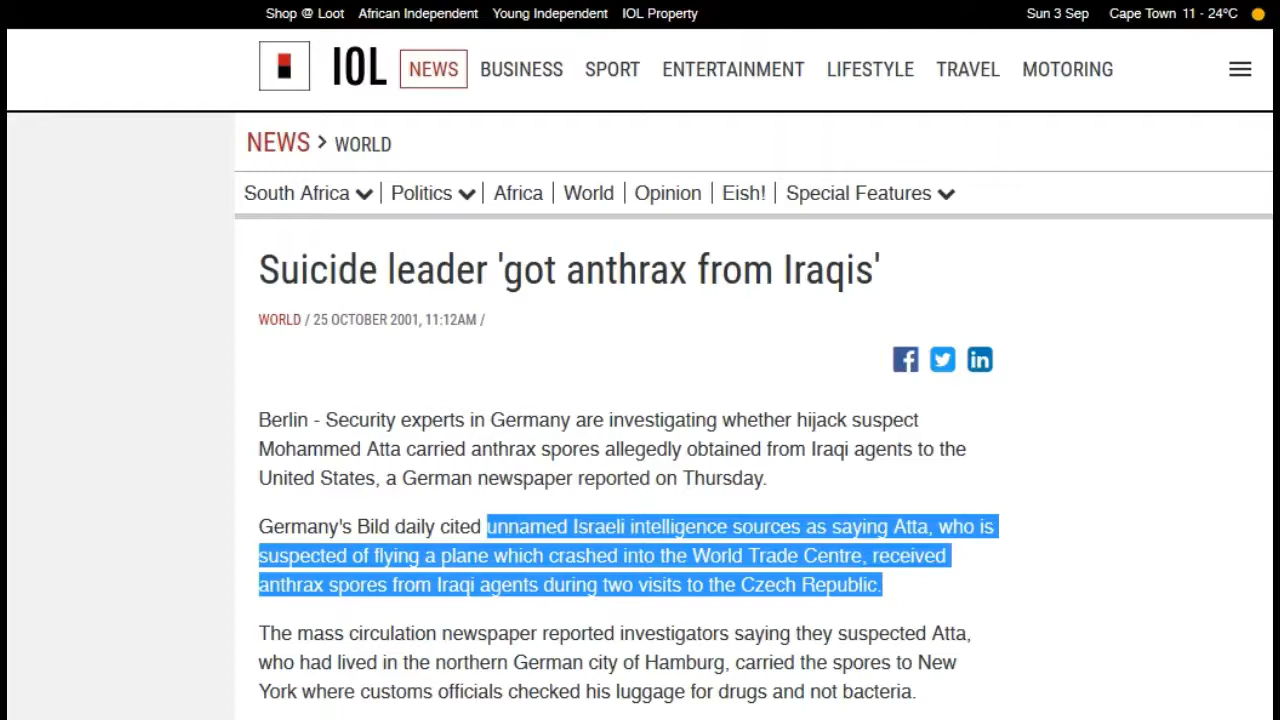 Shop @ Loot African Independent Young Independent IOL Property Sun 3 Sep Cape Town 11 - 24°C
IOL NEWS BUSINESS SPORT ENTERTAINMENT LIFESTYLE TRAVEL MOTORING
NEWS > WORLD
South Africa | Politics | Africa | World | Opinion | Eish! | Special Features
Suicide leader 'got anthrax from Iraqis'
WORLD / 25 OCTOBER 2001, 11:12AM /
Berlin - Security experts in Germany are investigating whether hijack suspect
Mohammed Atta carried anthrax spores allegedly obtained from Iraqi agents to the
United States, a German newspaper reported on Thursday.
Germany's Bild daily cited unnamed Israeli intelligence sources as saying Atta, who is
suspected of flying a plane which crashed into the World Trade Centre, received
anthrax spores from Iraqi agents during two visits to the Czech Republic.
The mass circulation newspaper reported investigators saying they suspected Atta,
who had lived in the northern German city of Hamburg, carried the spores to New
York where customs officials checked his luggage for drugs and not bacteria.